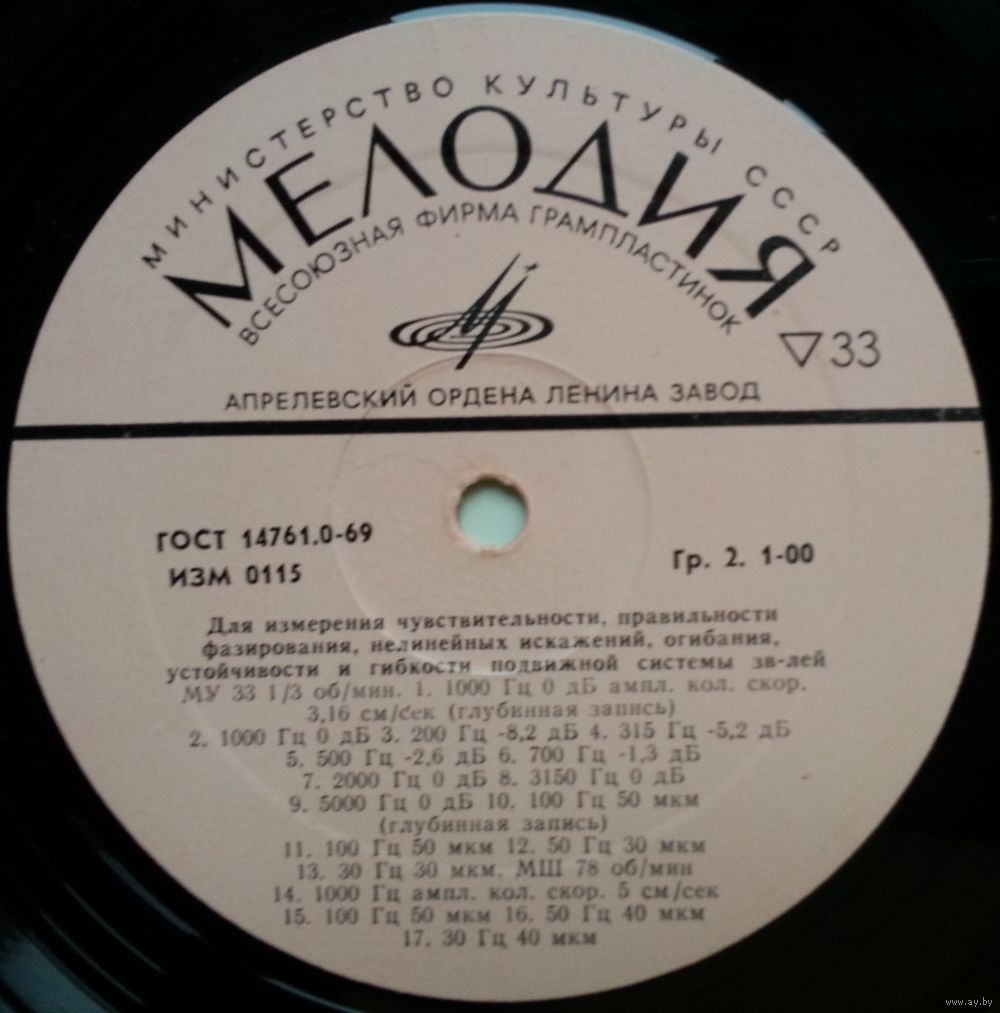 МИНИСТЕРСТВО КУЛЬТУРЫ СССР
МЕЛОДИЯ
ВСЕСОЮЗНАЯ ФИРМА ГРАМПЛАСТИНОК
33
АПРЕЛЕВСКИЙ ОРДЕНА ЛЕНИНА ЗАВОД
ГОСТ 14761.0-69
ИЗМ 0115
Гр. 2. 1-00
Для измерения чувствительности, правильности
фазирования, нелинейных искажений, огибания,
устойчивости и гибкости подвижной системы зв-лей
МУ 33 1/3 об/мин. 1. 1000 Гц 0 дБ ампл. кол. скор.
3,16 см/сек (глубинная запись)
2. 1000 Гц 0 дБ 3. 200 Гц -8,2 дБ 4. 315 Гц -5,2 дБ
5. 500 Гц -2,6 дБ 6. 700 Гц -1,3 дБ
7. 2000 Гц 0 дБ 8. 3150 Гц 0 дБ
9. 5000 Гц 0 дБ 10. 100 Гц 50 мкм
(глубинная запись)
11. 100 Гц 50 мкм 12. 50 Гц 30 мкм
13. 30 Гц 30 мкм. МШ 78 об/мин
14. 1000 Гц ампл. кол. скор. 5 см/сек
15. 100 Гц 50 мкм 16. 50 Гц 40 мкм
17. 30 Гц 40 мкм
www.ay.by